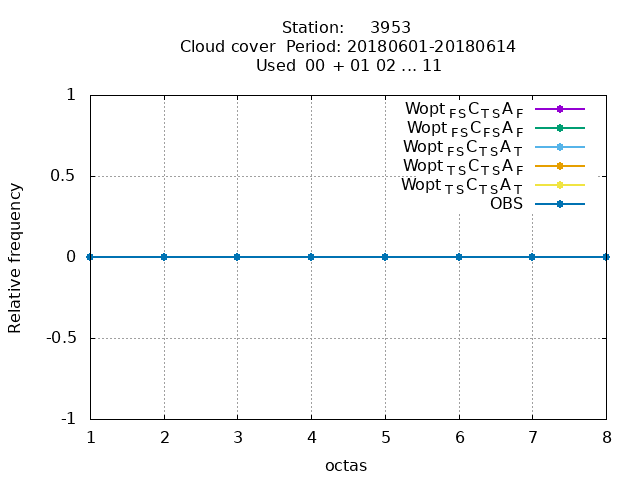 Station: 3953
Cloud cover Period: 20180601-20180614
Used 00 + 01 02 ... 11
1
0.5
0
-0.5
-1
Relative frequency
Wopt FS C TS A F
Wopt FS C FS A F
Wopt FS C TS A T
Wopt TS C TS A F
Wopt TS C TS A T
OBS
1 2 3 4 5 6 7 8
octas